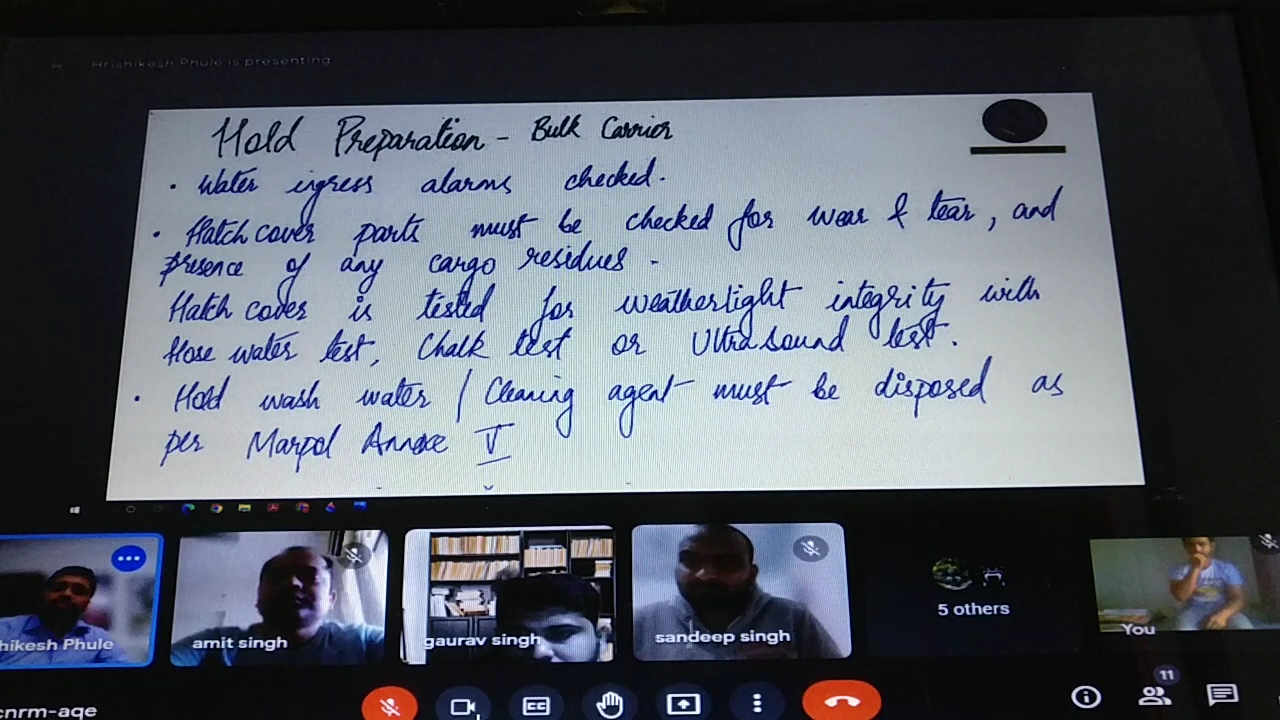 Hrishikesh Phule is presenting
Hold Preparation - Bulk Carrier
• Water ingress alarms checked.
• Hatch cover parts must be checked for wear & tear, and
presence of any cargo residues.
Hatch cover is tested for weathertight integrity with
Hose water test, Chalk test or Ultrasound test.
• Hold wash water / Cleaning agent must be disposed as
per Marpol Annexe V
hikesh Phule
amit singh
gaurav singh
sandeep singh
5 others
You
cnrm-aqe
CC
11